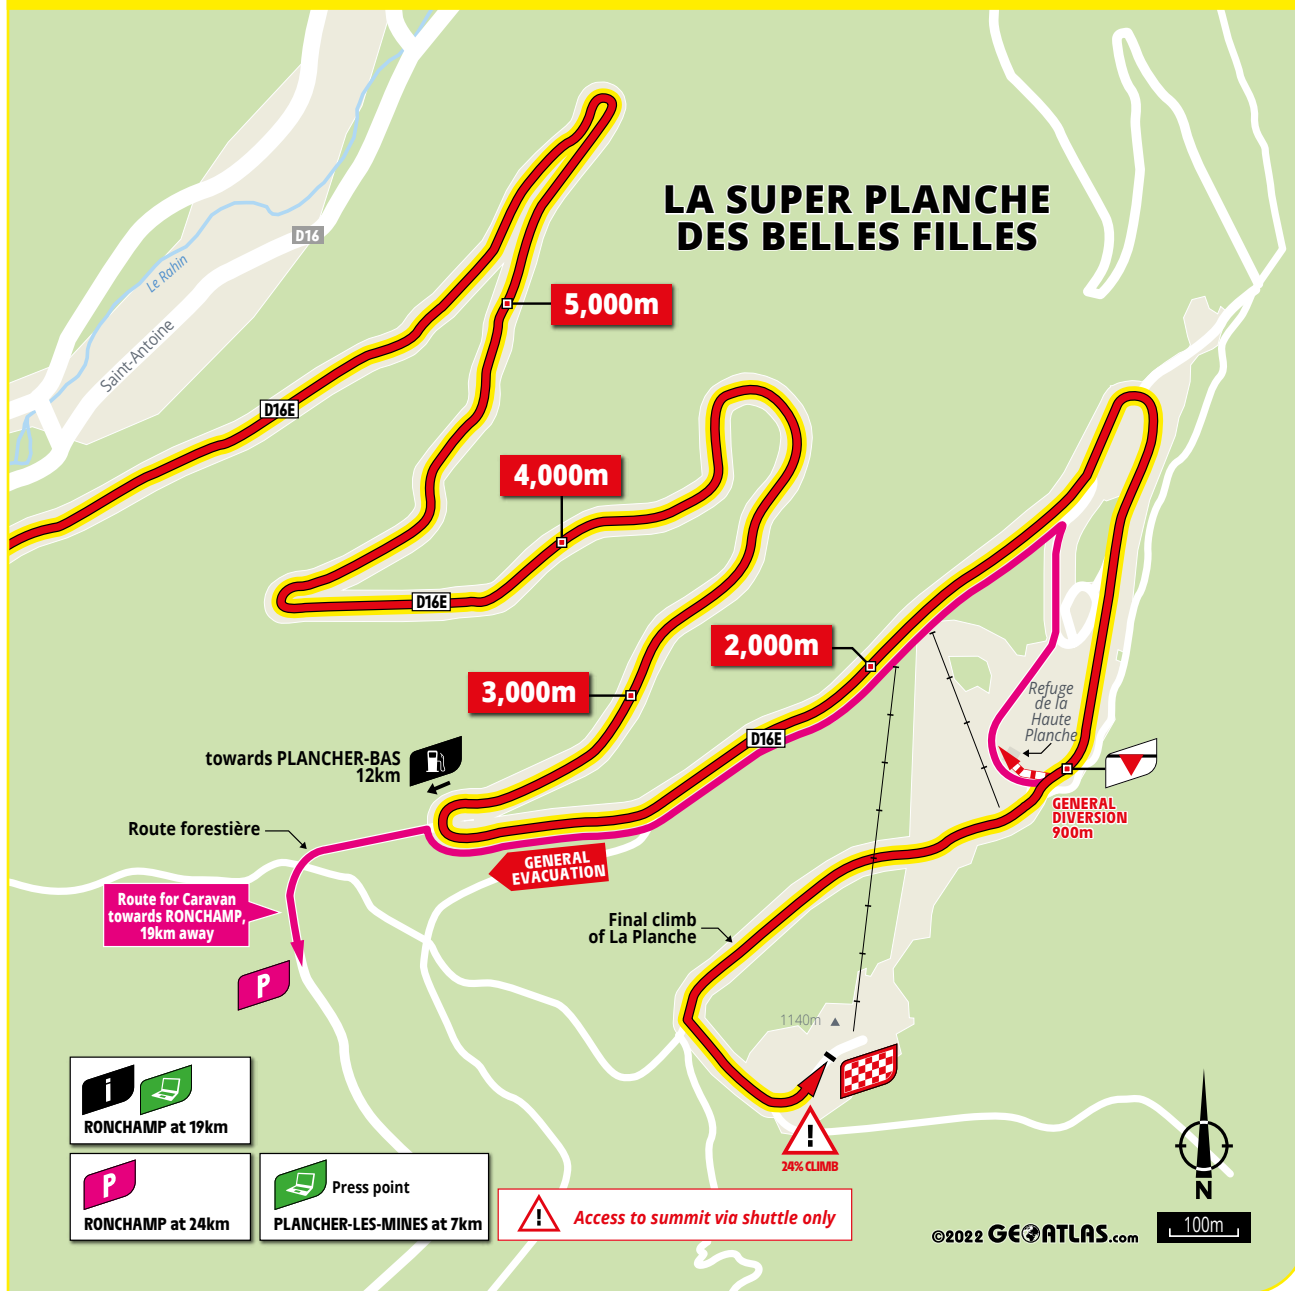 LA SUPER PLANCHE
DES BELLES FILLES
D16
Le Rahin
Saint-Antoine
5,000m
D16E
4,000m
D16E
2,000m
3,000m
D16E
Refuge
de la
Haute
Planche
towards PLANCHER-BAS
12km
GENERAL
DIVERSION
900m
Route forestière
GENERAL
EVACUATION
Route for Caravan
towards RONCHAMP,
19km away
P
Final climb
of La Planche
1140m
24% CLIMB
i
RONCHAMP at 19km
P
RONCHAMP at 24km
Press point
PLANCHER-LES-MINES at 7km
Access to summit via shuttle only
N
©2022 GEOATLAS.com
100m